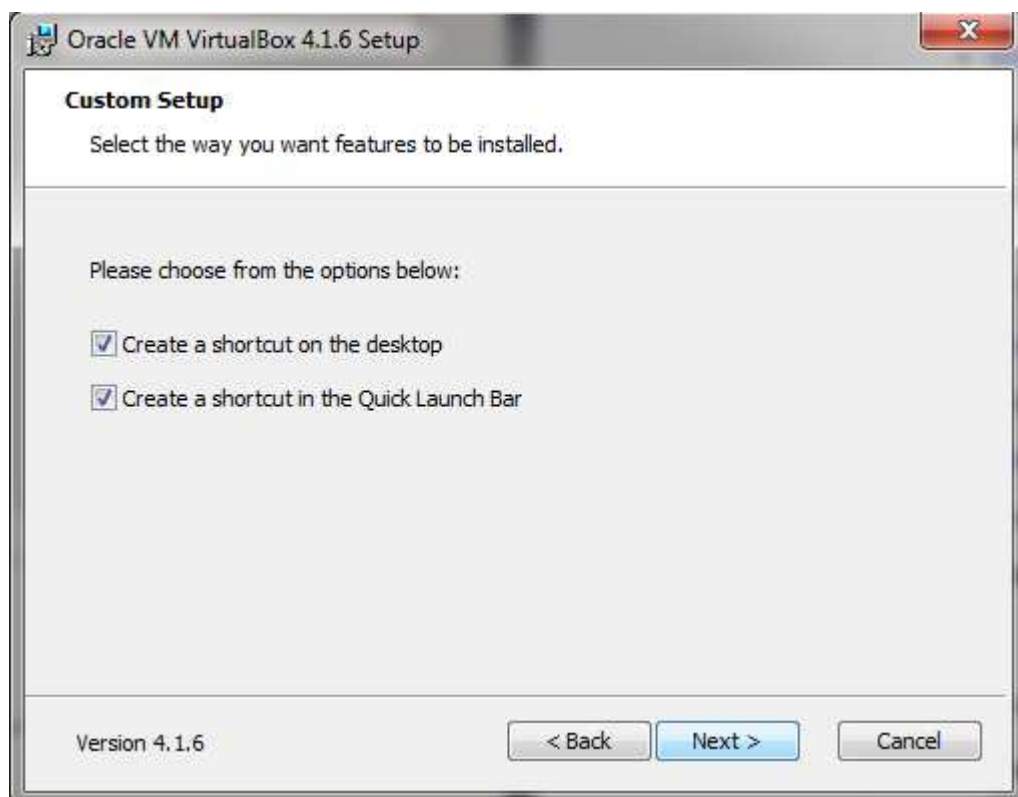 Oracle VM VirtualBox 4.1.6 Setup
Custom Setup
Select the way you want features to be installed.
Please choose from the options below:
Create a shortcut on the desktop
Create a shortcut in the Quick Launch Bar
Version 4.1.6
< Back
Next >
Cancel